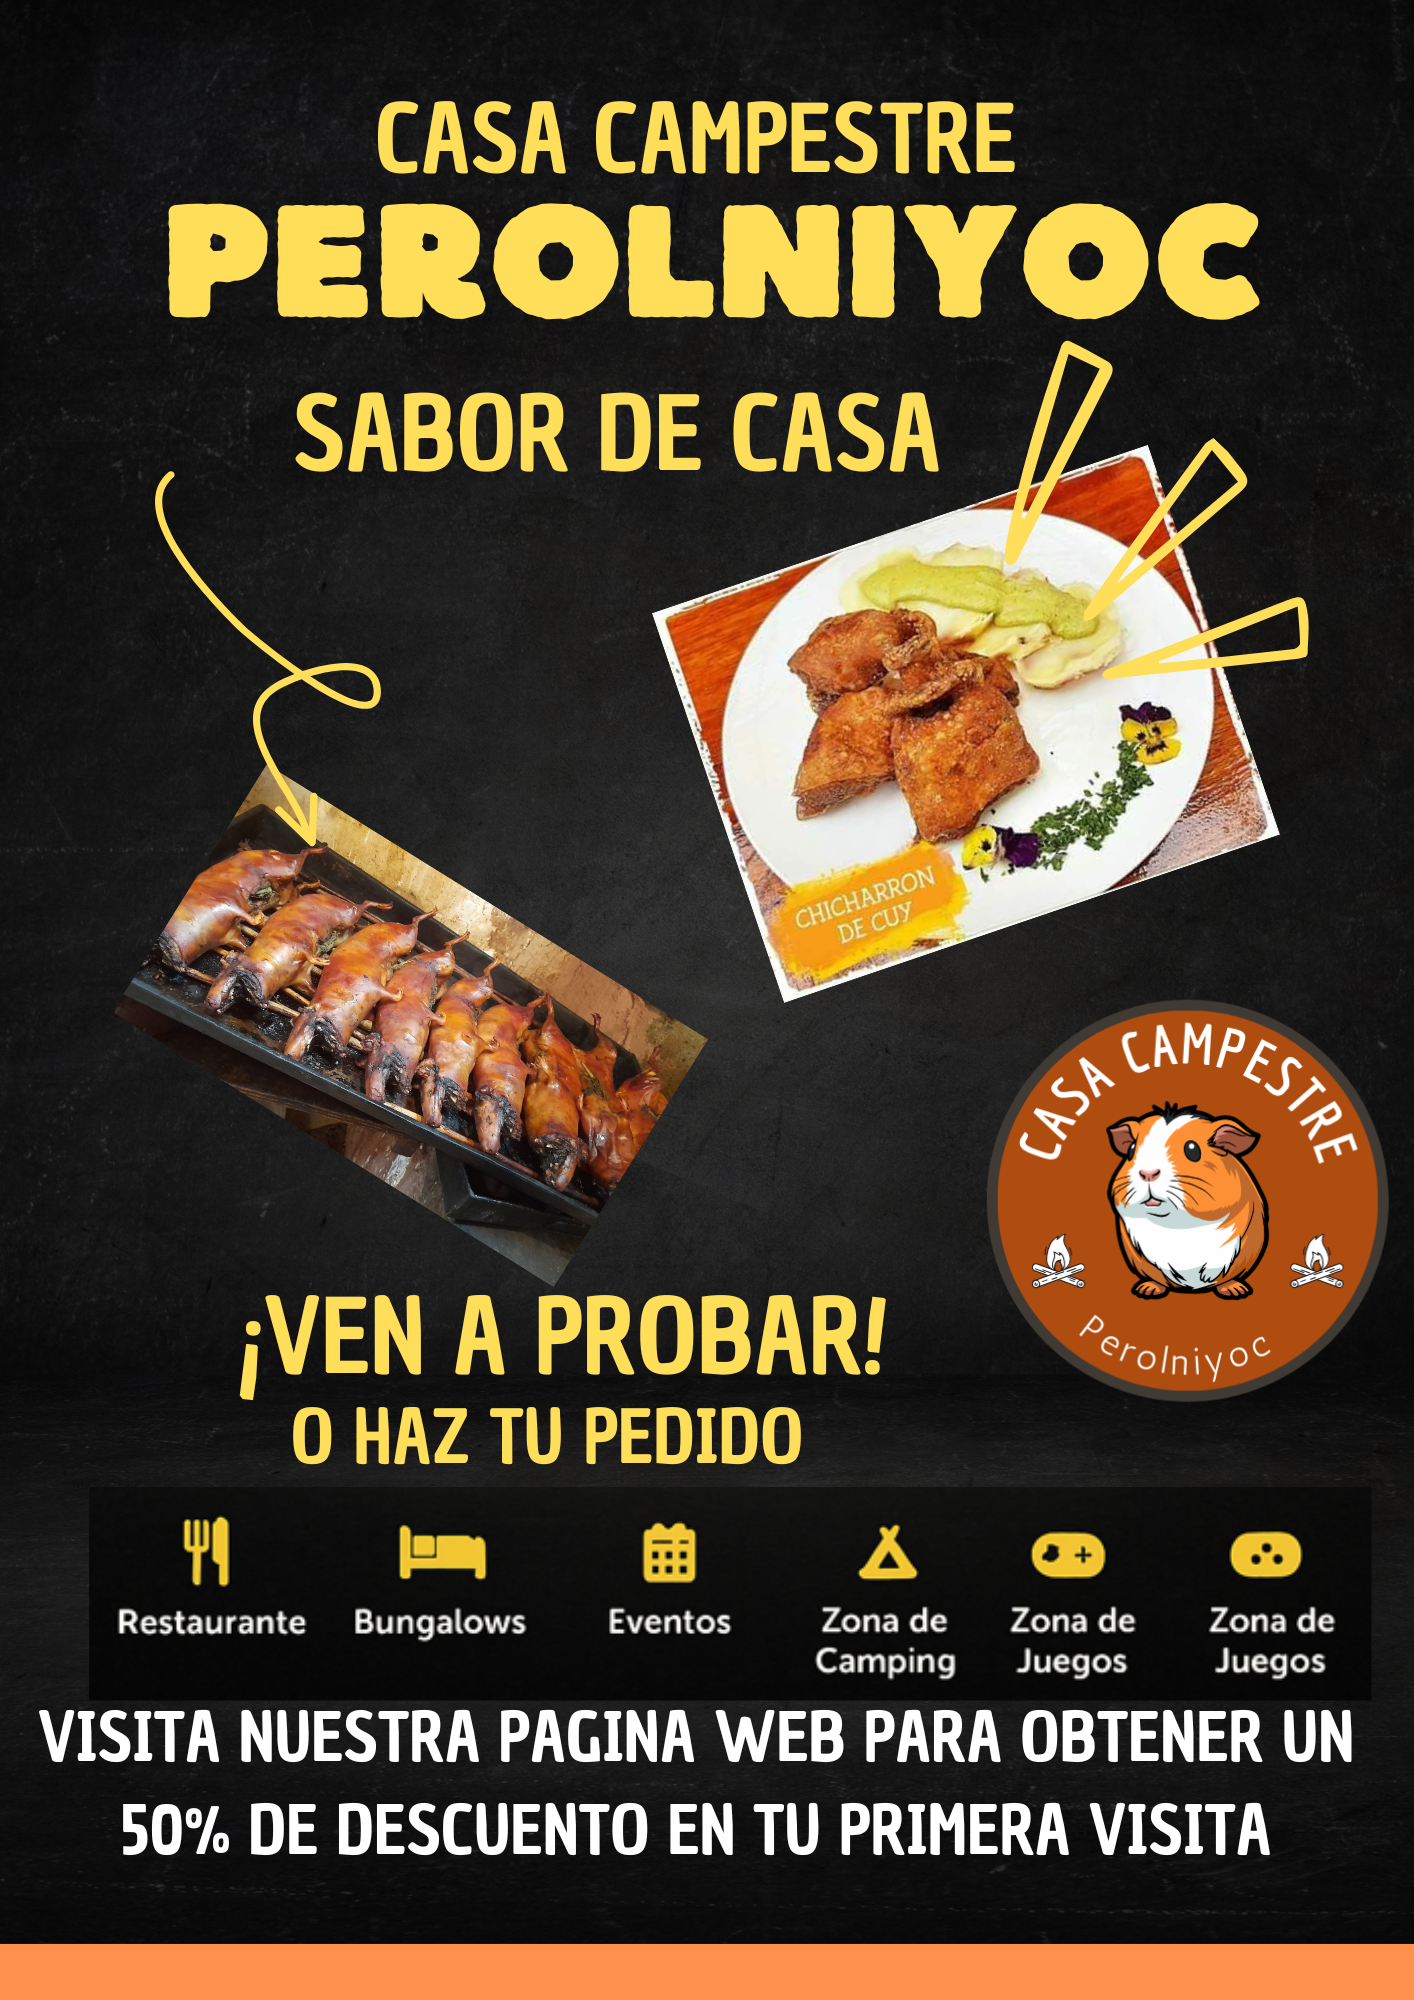 CASA CAMPESTRE
PEROLNIYOC
SABOR DE CASA
CHICHARRON
DE CUY
CASA CAMPESTRE
Perolniyoc
¡VEN A PROBAR!
O HAZ TU PEDIDO
Restaurante
Bungalows
Eventos
Zona de
Camping
Zona de
Juegos
Zona de
Juegos
VISITA NUESTRA PAGINA WEB PARA OBTENER UN
50% DE DESCUENTO EN TU PRIMERA VISITA